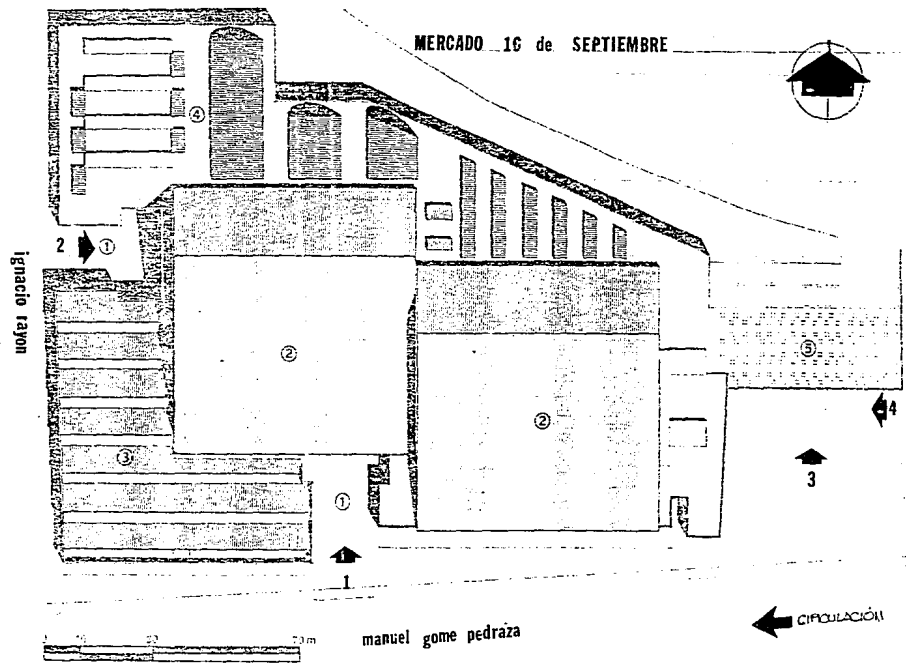 MERCADO 16 de SEPTIEMBRE
④
2 ①
ignacio rayon
②
⑤
②
4
③
3
①
1
manuel gome pedraza
CIRCULACIÓN